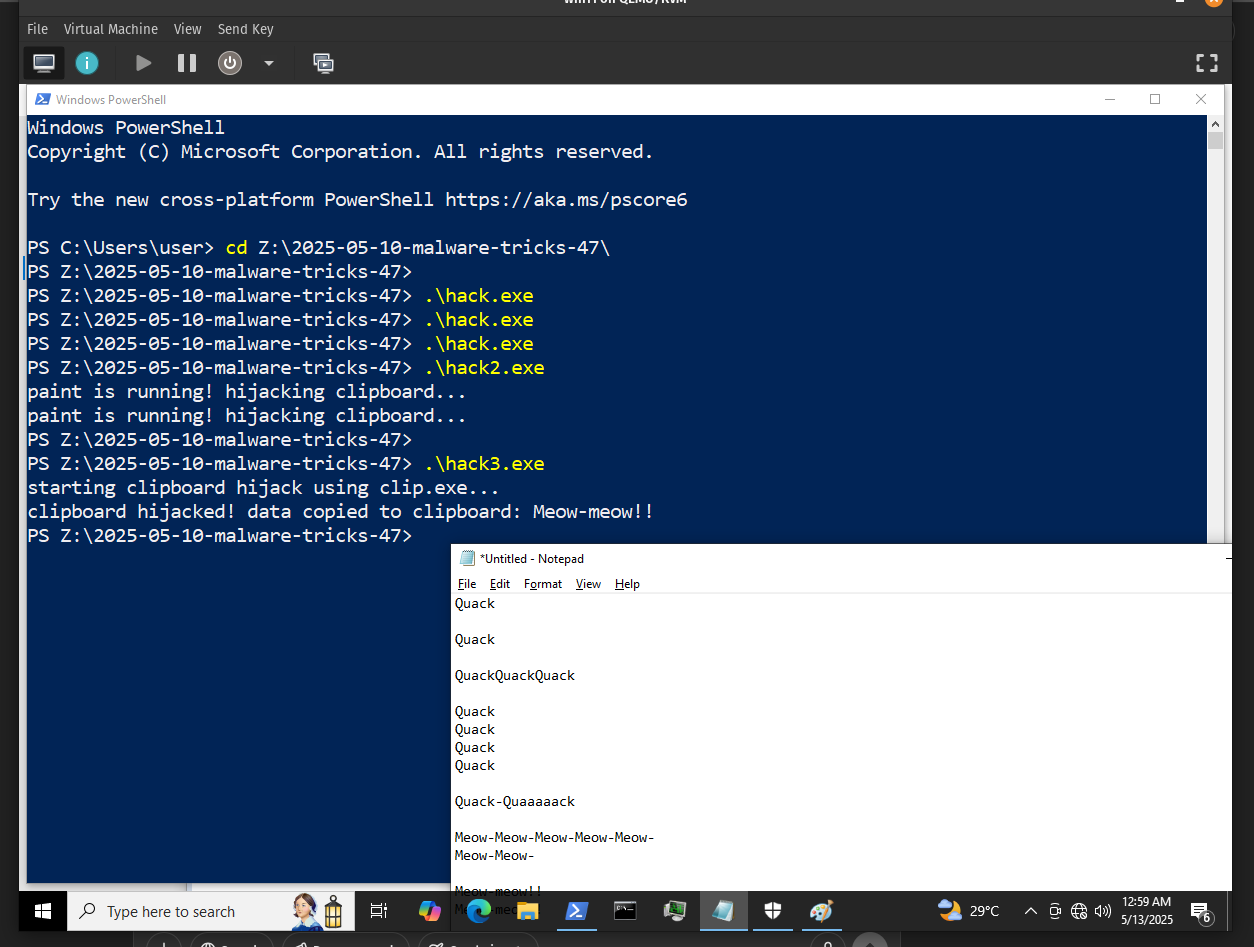 File Virtual Machine View Send Key
Windows PowerShell
Windows PowerShell
Copyright (C) Microsoft Corporation. All rights reserved.
Try the new cross-platform PowerShell https://aka.ms/pscore6
PS C:\Users\user> cd Z:\2025-05-10-malware-tricks-47\
PS Z:\2025-05-10-malware-tricks-47>
PS Z:\2025-05-10-malware-tricks-47> .\hack.exe
PS Z:\2025-05-10-malware-tricks-47> .\hack.exe
PS Z:\2025-05-10-malware-tricks-47> .\hack.exe
PS Z:\2025-05-10-malware-tricks-47> .\hack2.exe
paint is running! hijacking clipboard...
paint is running! hijacking clipboard...
PS Z:\2025-05-10-malware-tricks-47>
PS Z:\2025-05-10-malware-tricks-47> .\hack3.exe
starting clipboard hijack using clip.exe...
clipboard hijacked! data copied to clipboard: Meow-meow!!
PS Z:\2025-05-10-malware-tricks-47>
*Untitled - Notepad
File Edit Format View Help
Quack
Quack
QuackQuackQuack
Quack
Quack
Quack
Quack
Quack-Quaaaaack
Meow-Meow-Meow-Meow-Meow-
Meow-Meow-
Meow-meow!!
Type here to search
29°C
12:59 AM
5/13/2025
6